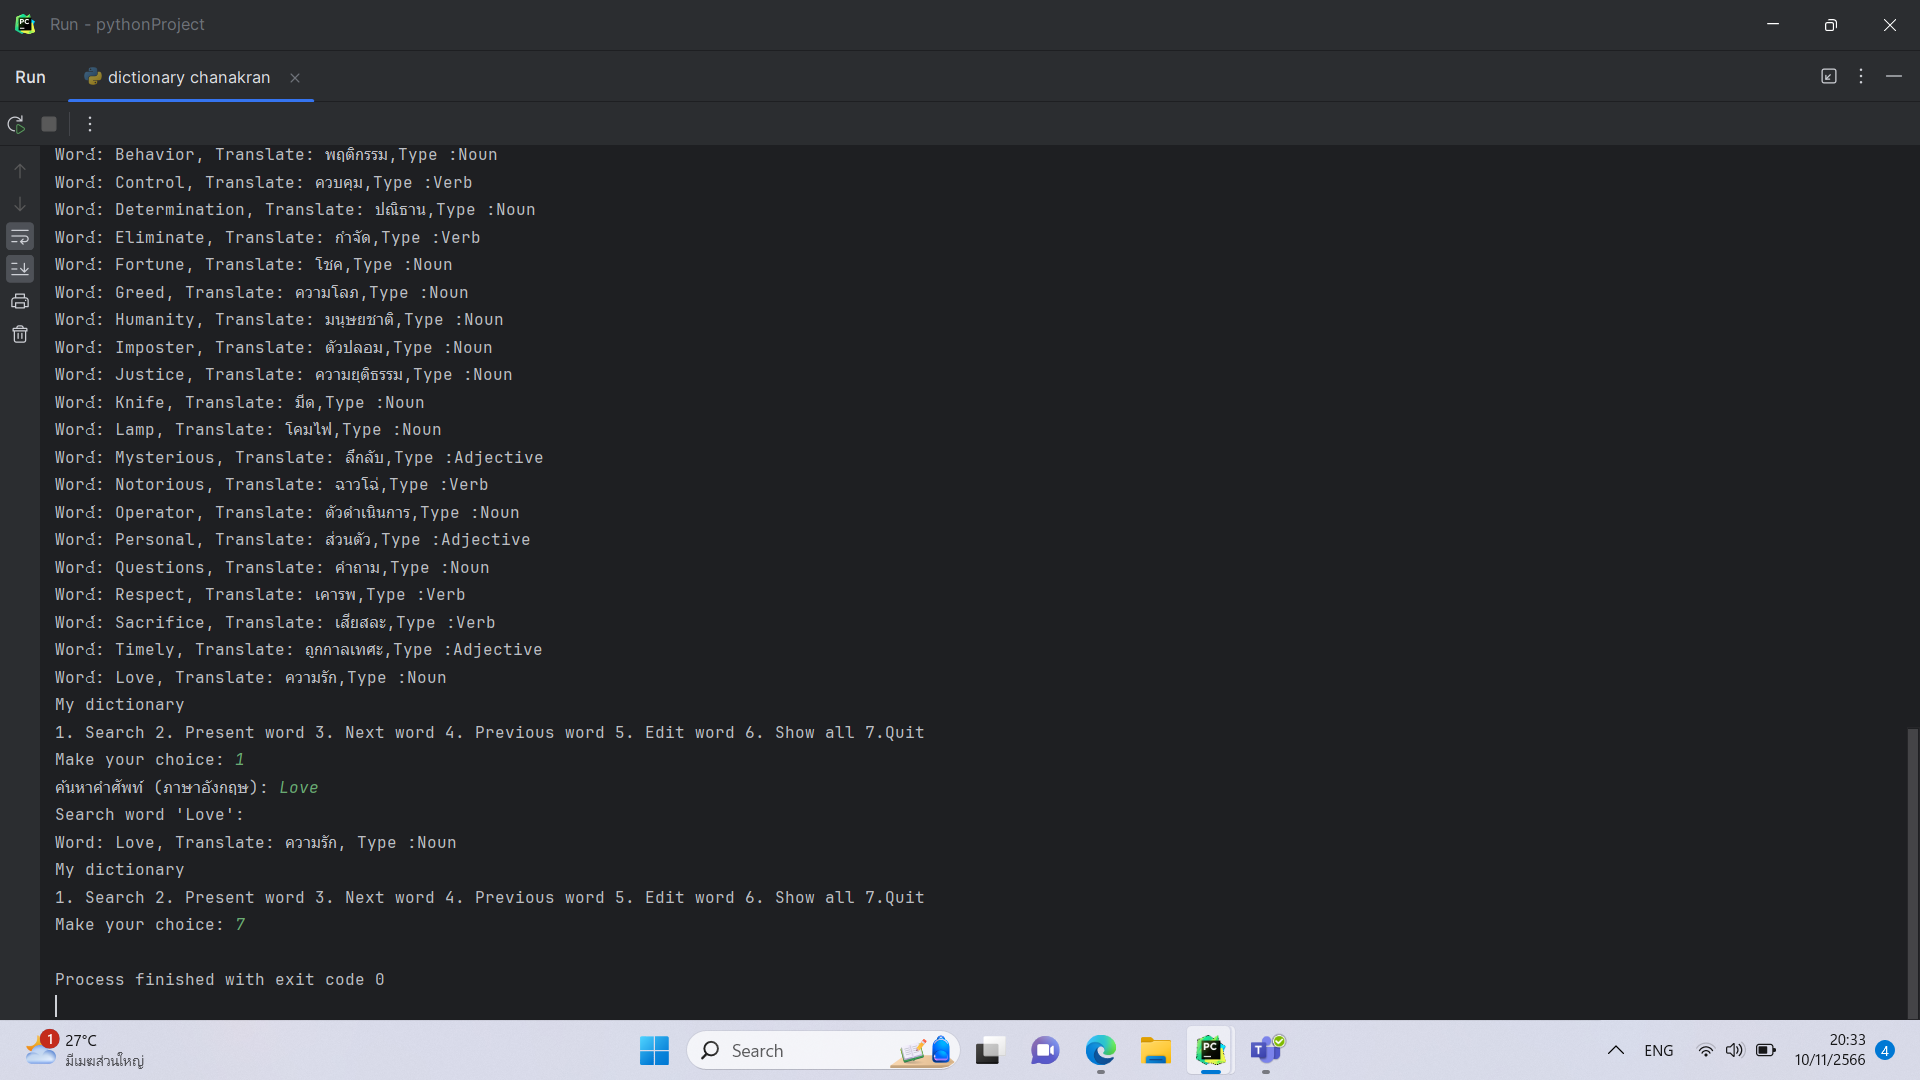 Run - pythonProject
Run dictionary chanakran
Word: Behavior, Translate: พฤติกรรม,Type :Noun
Word: Control, Translate: ควบคุม,Type :Verb
Word: Determination, Translate: ปณิธาน,Type :Noun
Word: Eliminate, Translate: กำจัด,Type :Verb
Word: Fortune, Translate: โชค,Type :Noun
Word: Greed, Translate: ความโลภ,Type :Noun
Word: Humanity, Translate: มนุษยชาติ,Type :Noun
Word: Imposter, Translate: ตัวปลอม,Type :Noun
Word: Justice, Translate: ความยุติธรรม,Type :Noun
Word: Knife, Translate: มีด,Type :Noun
Word: Lamp, Translate: โคมไฟ,Type :Noun
Word: Mysterious, Translate: ลึกลับ,Type :Adjective
Word: Notorious, Translate: ฉาวโฉ่,Type :Verb
Word: Operator, Translate: ตัวดำเนินการ,Type :Noun
Word: Personal, Translate: ส่วนตัว,Type :Adjective
Word: Questions, Translate: คำถาม,Type :Noun
Word: Respect, Translate: เคารพ,Type :Verb
Word: Sacrifice, Translate: เสียสละ,Type :Verb
Word: Timely, Translate: ถูกกาลเทศะ,Type :Adjective
Word: Love, Translate: ความรัก,Type :Noun
My dictionary
1. Search 2. Present word 3. Next word 4. Previous word 5. Edit word 6. Show all 7.Quit
Make your choice: 1
ค้นหาคำศัพท์ (ภาษาอังกฤษ): Love
Search word 'Love':
Word: Love, Translate: ความรัก, Type :Noun
My dictionary
1. Search 2. Present word 3. Next word 4. Previous word 5. Edit word 6. Show all 7.Quit
Make your choice: 7
Process finished with exit code 0
1 27°C
มีเมฆส่วนใหญ่
Search
ENG
20:33
10/11/2566
4